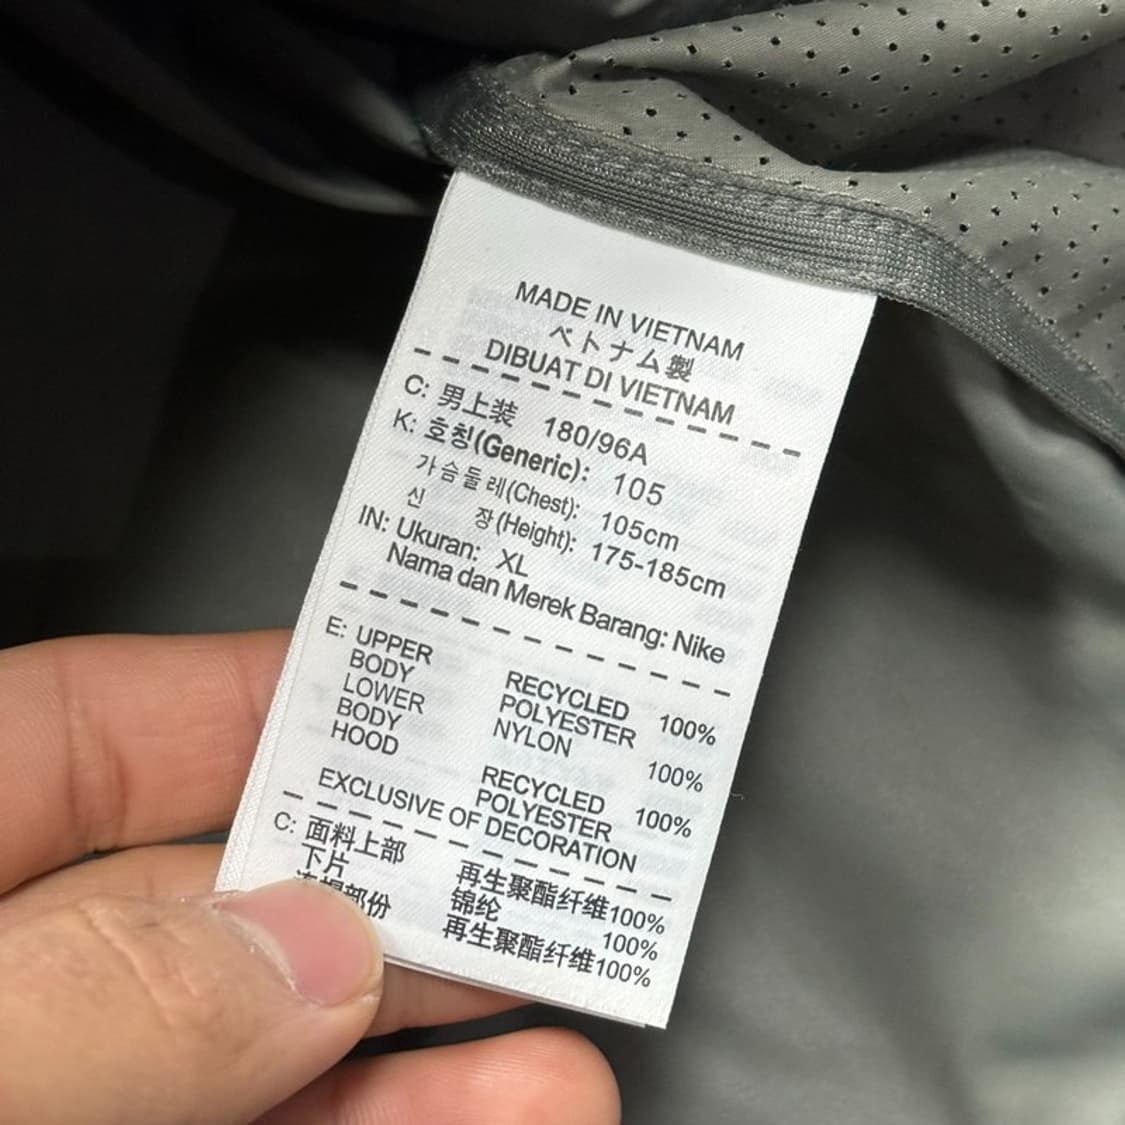 MADE IN VIETNAM
ベトナム製
DIBUAT DI VIETNAM
C: 男上装 180/96A
K: 호칭(Generic): 105
가슴둘레(Chest): 105cm
신 장(Height): 175-185cm
IN: Ukuran: XL
Nama dan Merek Barang: Nike
E: UPPER BODY RECYCLED POLYESTER 100%
LOWER BODY NYLON 100%
HOOD RECYCLED POLYESTER 100%
EXCLUSIVE OF DECORATION
C: 面料上部 再生聚酯纤维100%
下片 锦纶 100%
部份 再生聚酯纤维100%